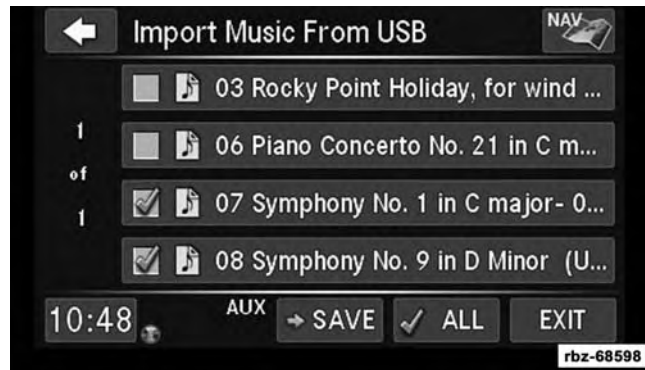 Import Music From USB
NAV
03 Rocky Point Holiday, for wind ...
06 Piano Concerto No. 21 in C m...
1
of
1
07 Symphony No. 1 in C major- 0...
08 Symphony No. 9 in D Minor (U...
10:48
AUX
SAVE
ALL
EXIT
rbz-68598